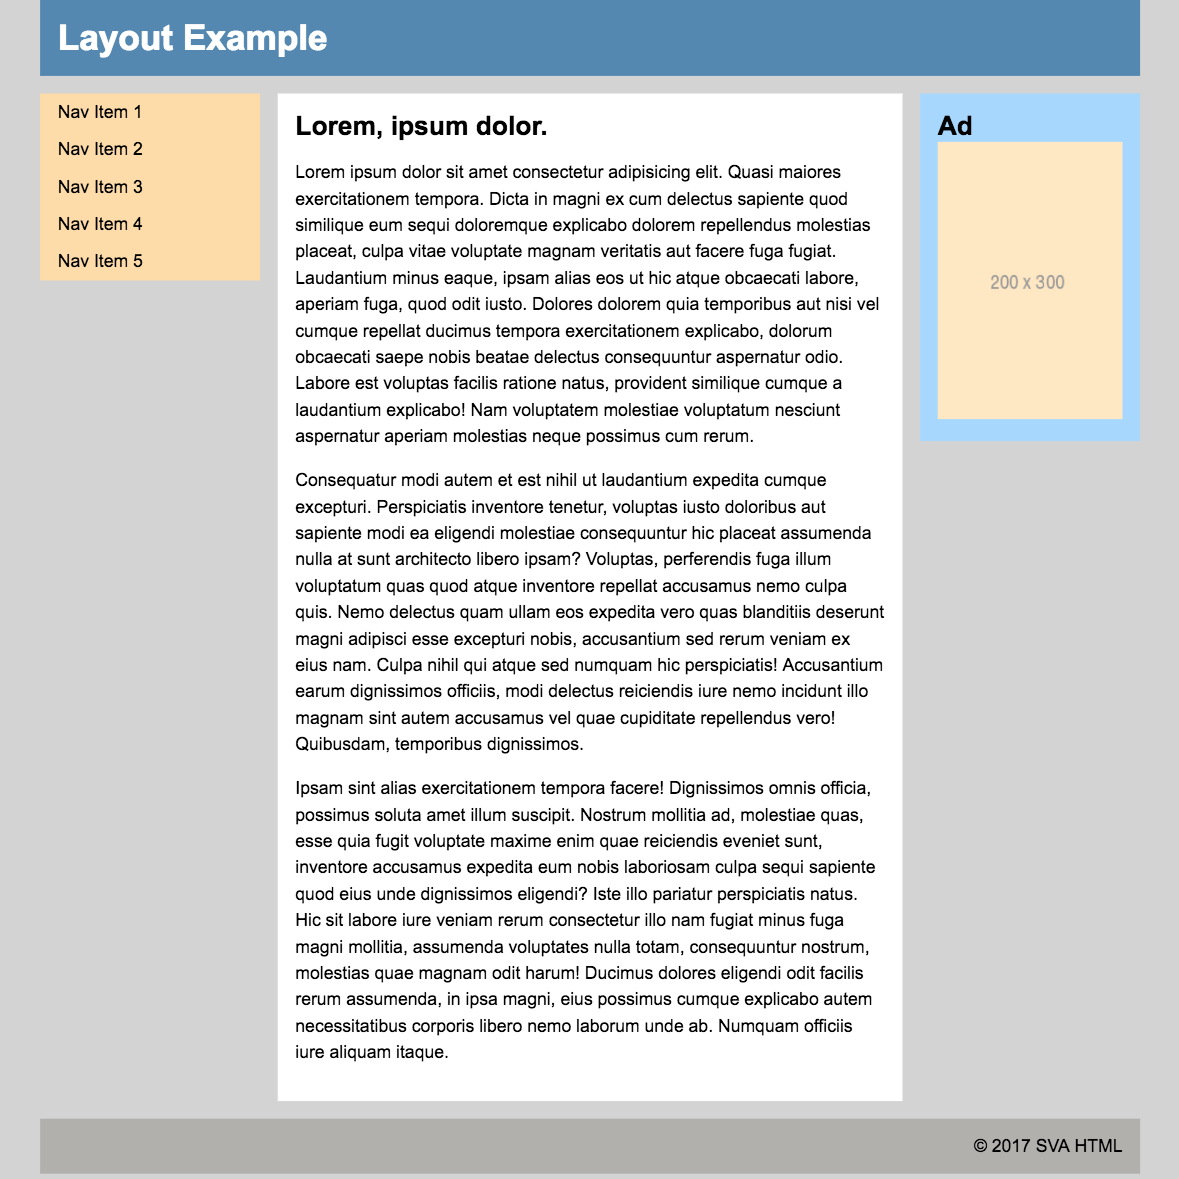 Layout Example
Nav Item 1
Nav Item 2
Nav Item 3
Nav Item 4
Nav Item 5
Lorem, ipsum dolor.
Lorem ipsum dolor sit amet consectetur adipisicing elit. Quasi maiores
exercitationem tempora. Dicta in magni ex cum delectus sapiente quod
similique eum sequi doloremque explicabo dolorem repellendus molestias
placeat, culpa vitae voluptate magnam veritatis aut facere fuga fugiat.
Laudantium minus eaque, ipsam alias eos ut hic atque obcaecati labore,
aperiam fuga, quod odit iusto. Dolores dolorem quia temporibus aut nisi vel
cumque repellat ducimus tempora exercitationem explicabo, dolorum
obcaecati saepe nobis beatae delectus consequuntur aspernatur odio.
Labore est voluptas facilis ratione natus, provident similique cumque a
laudantium explicabo! Nam voluptatem molestiae voluptatum nesciunt
aspernatur aperiam molestias neque possimus cum rerum.
Consequatur modi autem et est nihil ut laudantium expedita cumque
excepturi. Perspiciatis inventore tenetur, voluptas iusto doloribus aut
sapiente modi ea eligendi molestiae consequuntur hic placeat assumenda
nulla at sunt architecto libero ipsam? Voluptas, perferendis fuga illum
voluptatum quas quod atque inventore repellat accusamus nemo culpa
quis. Nemo delectus quam ullam eos expedita vero quas blanditiis deserunt
magni adipisci esse excepturi nobis, accusantium sed rerum veniam ex
eius nam. Culpa nihil qui atque sed numquam hic perspiciatis! Accusantium
earum dignissimos officiis, modi delectus reiciendis iure nemo incidunt illo
magnam sint autem accusamus vel quae cupiditate repellendus vero!
Quibusdam, temporibus dignissimos.
Ipsam sint alias exercitationem tempora facere! Dignissimos omnis officia,
possimus soluta amet illum suscipit. Nostrum mollitia ad, molestiae quas,
esse quia fugit voluptate maxime enim quae reiciendis eveniet sunt,
inventore accusamus expedita eum nobis laboriosam culpa sequi sapiente
quod eius unde dignissimos eligendi? Iste illo pariatur perspiciatis natus.
Hic sit labore iure veniam rerum consectetur illo nam fugiat minus fuga
magni mollitia, assumenda voluptates nulla totam, consequuntur nostrum,
molestias quae magnam odit harum! Ducimus dolores eligendi odit facilis
rerum assumenda, in ipsa magni, eius possimus cumque explicabo autem
necessitatibus corporis libero nemo laborum unde ab. Numquam officiis
iure aliquam itaque.
Ad
200 x 300
© 2017 SVA HTML